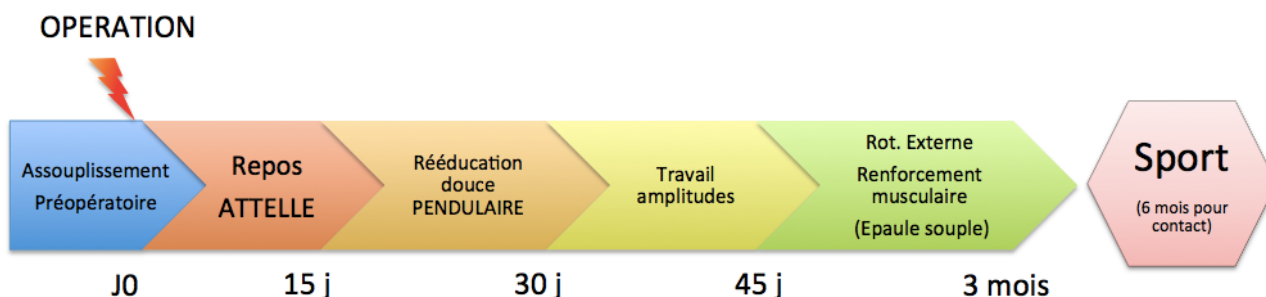 OPERATION
Assouplissement
Préopératoire
Repos
ATTELLE
Rééducation
douce
PENDULAIRE
Travail
amplitudes
Rot. Externe
Renforcement
musculaire
(Epaule souple)
Sport
(6 mois pour
contact)
J0
15 j
30 j
45 j
3 mois